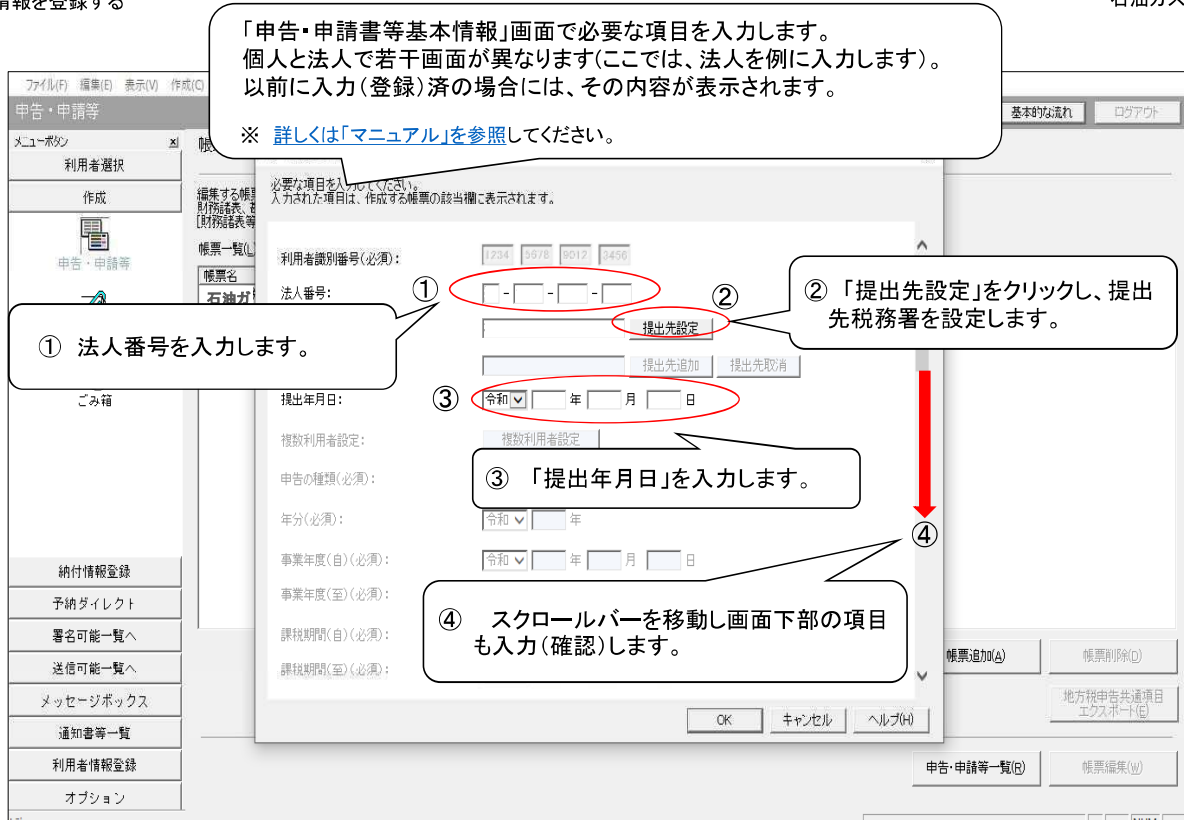 情報を登録する
石油ガス
「申告・申請書等基本情報」画面で必要な項目を入力します。
個人と法人で若干画面が異なります(ここでは、法人を例に入力します)。
以前に入力(登録)済の場合には、その内容が表示されます。
※ 詳しくは「マニュアル」を参照してください。
ファイル(F) 編集(E) 表示(V) 作成(C)
申告・申請等
基本的な流れ
ログアウト
メニューボタン
利用者選択
作成
申告・申請等
ごみ箱
納付情報登録
予納ダイレクト
署名可能一覧へ
送信可能一覧へ
メッセージボックス
通知書等一覧
利用者情報登録
オプション
編集する帳票
財務諸表、
[財務諸表等
帳票一覧(L)
帳票名
石油ガ
必要な項目を入力してください。
入力された項目は、作成する帳票の該当欄に表示されます。
利用者識別番号(必須):
1234 5678 9012 3456
法人番号:
① - - -
②
提出先設定
提出先追加 提出先取消
提出年月日:
③ 令和 年 月 日
複数利用者設定:
複数利用者設定
申告の種類(必須):
年分(必須):
令和 年
事業年度(自)(必須):
令和 年 月 日
事業年度(至)(必須):
課税期間(自)(必須):
課税期間(至)(必須):
④
① 法人番号を入力します。
② 「提出先設定」をクリックし、提出
先税務署を設定します。
③ 「提出年月日」を入力します。
④ スクロールバーを移動し画面下部の項目
も入力(確認)します。
OK キャンセル ヘルプ(H)
帳票追加(A)
帳票削除(D)
地方税申告共通項目
エクスポート(E)
申告・申請等一覧(R)
帳票編集(W)